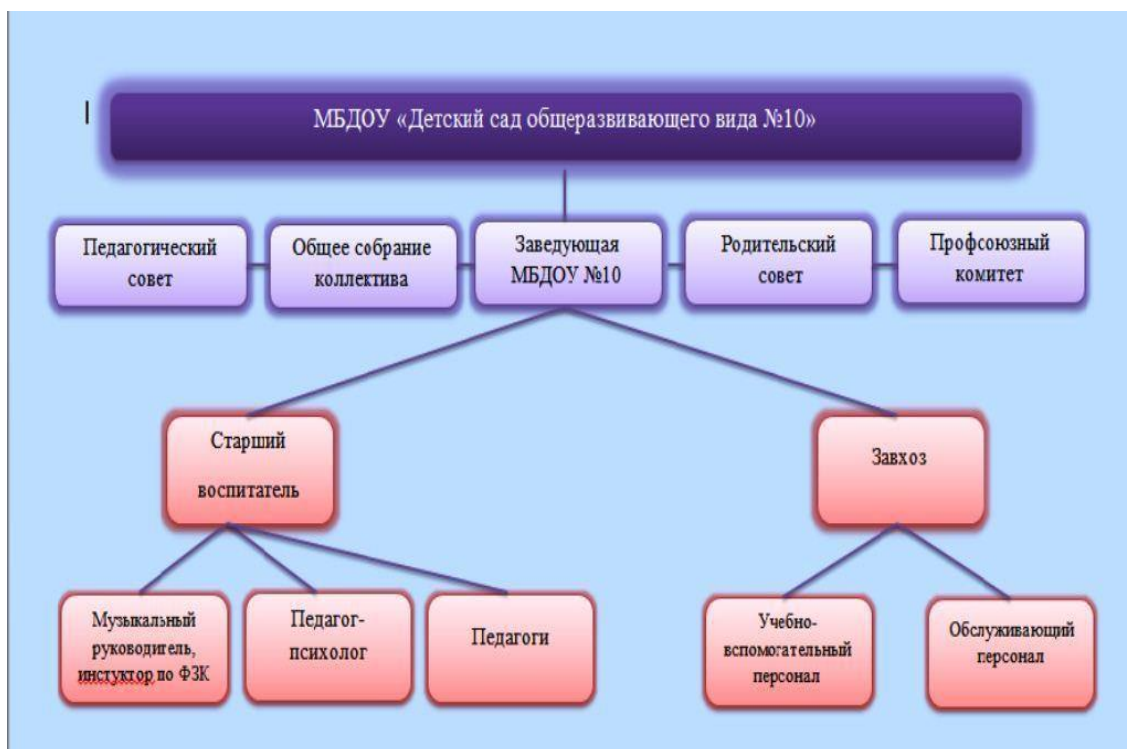 МБДОУ «Детский сад общеразвивающего вида №10»
Педагогический
совет
Общее собрание
коллектива
Заведующая
МБДОУ №10
Родительский
совет
Профсоюзный
комитет
Старший
воспитатель
Завхоз
Музыкальный
руководитель,
инстуктор по ФЗК
Педагог-
психолог
Педагоги
Учебно-
вспомогательный
персонал
Обслуживающий
персонал